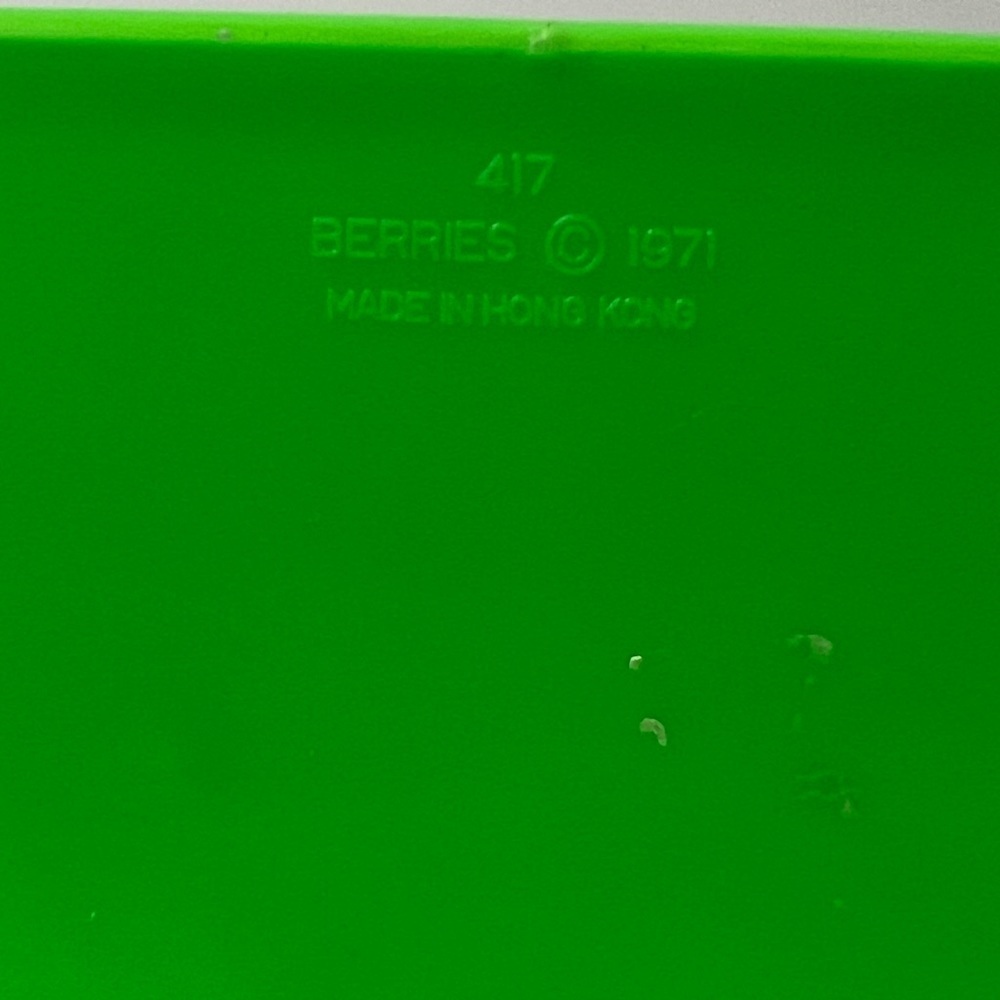 417
BERRIES © 1971
MADE IN HONG KONG